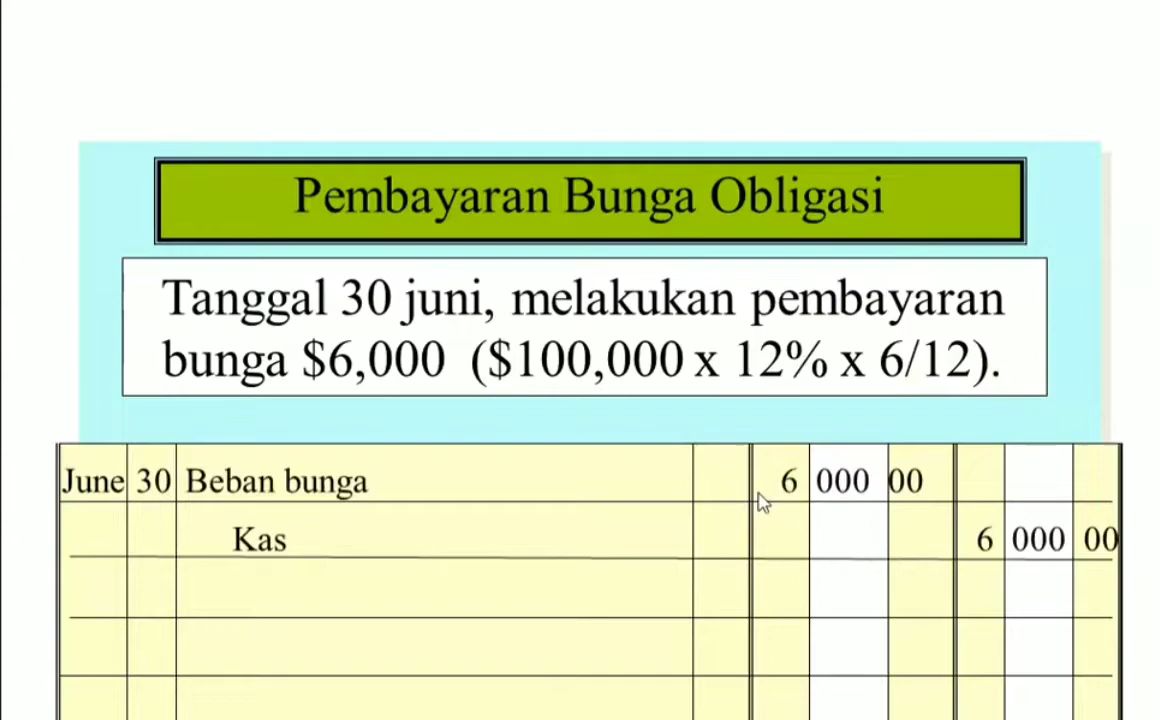 Pembayaran Bunga Obligasi
Tanggal 30 juni, melakukan pembayaran
bunga $6,000 ($100,000 x 12% x 6/12).
June 30 Beban bunga 6 000 00
Kas 6 000 00